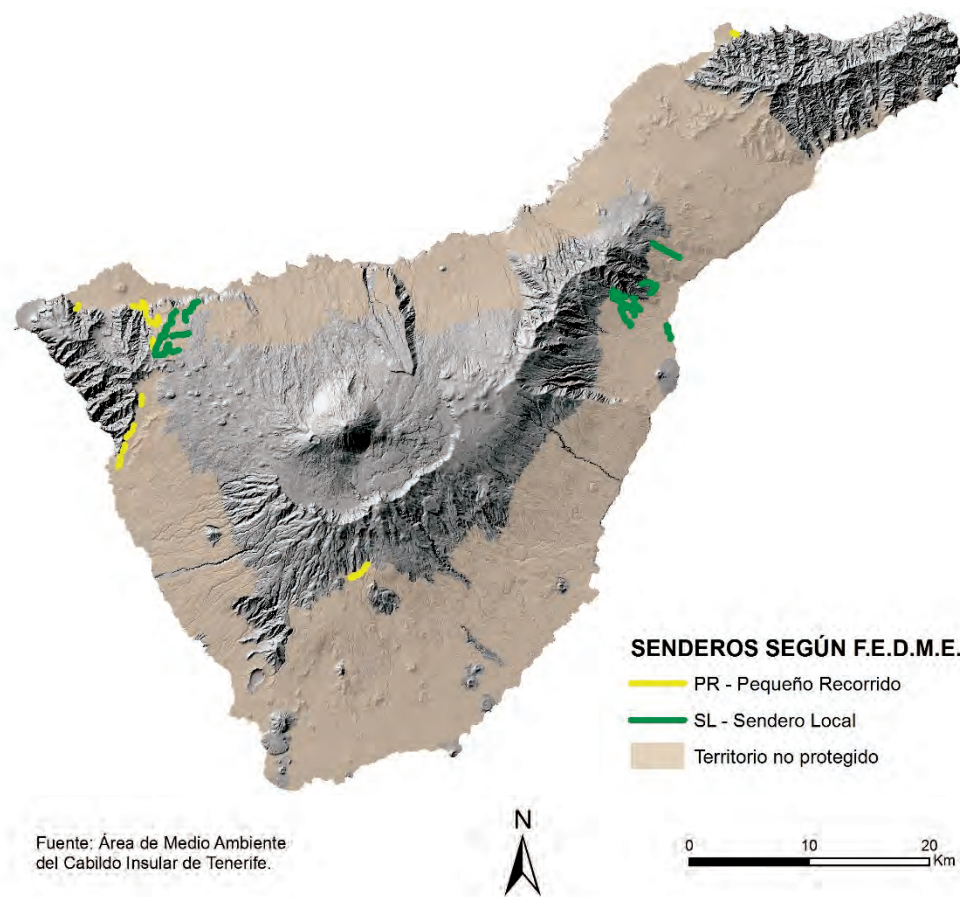 SENDEROS SEGÚN F.E.D.M.E.
PR - Pequeño Recorrido
SL - Sendero Local
Territorio no protegido
Fuente: Área de Medio Ambiente
del Cabildo Insular de Tenerife.
N
0 10 20
Km